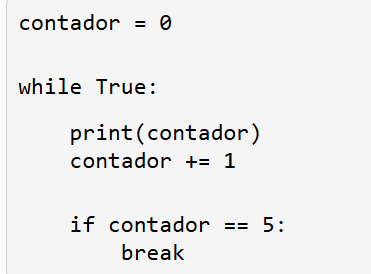 contador = 0
while True:
    print(contador)
    contador += 1
    if contador == 5:
        break